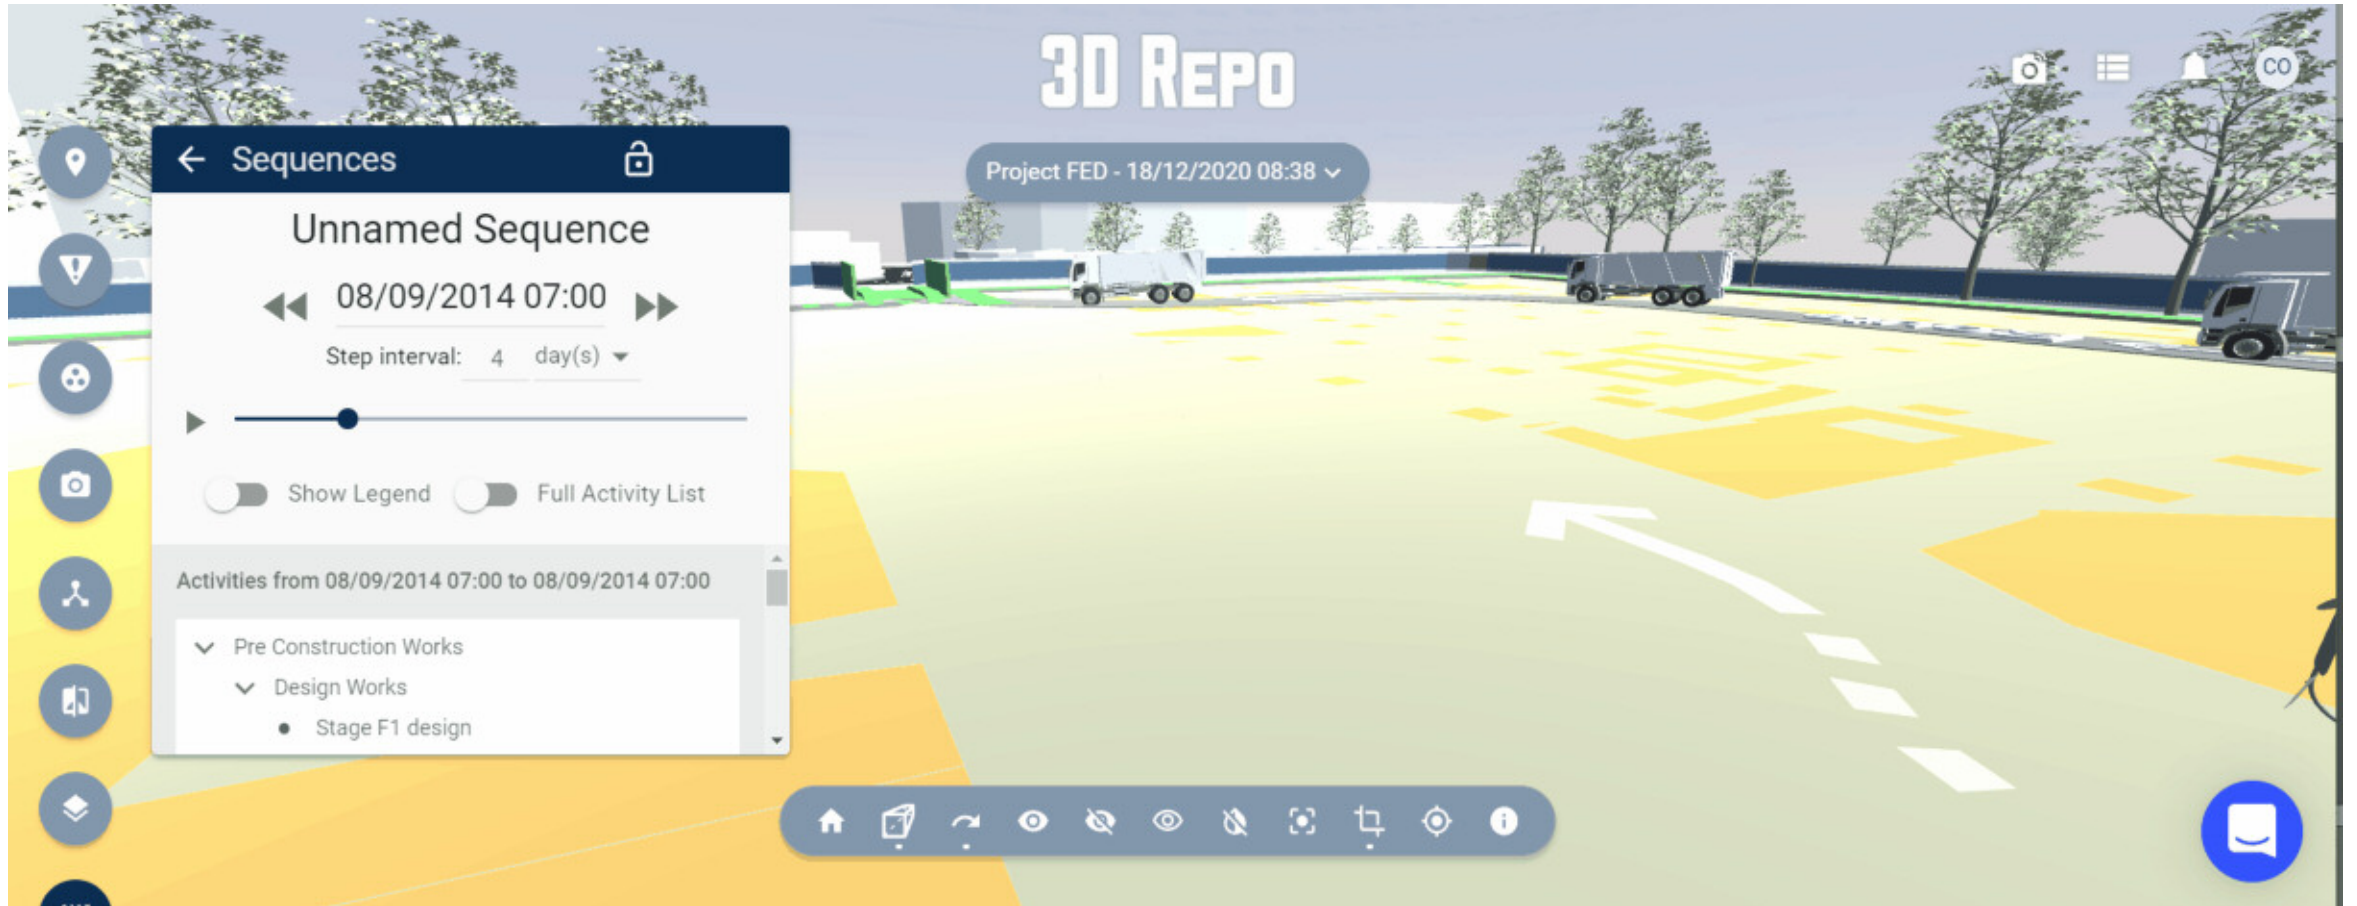 3D REPO
CO
Project FED - 18/12/2020 08:38
Sequences
Unnamed Sequence
08/09/2014 07:00
Step interval: 4 day(s)
Show Legend Full Activity List
Activities from 08/09/2014 07:00 to 08/09/2014 07:00
Pre Construction Works
Design Works
Stage F1 design